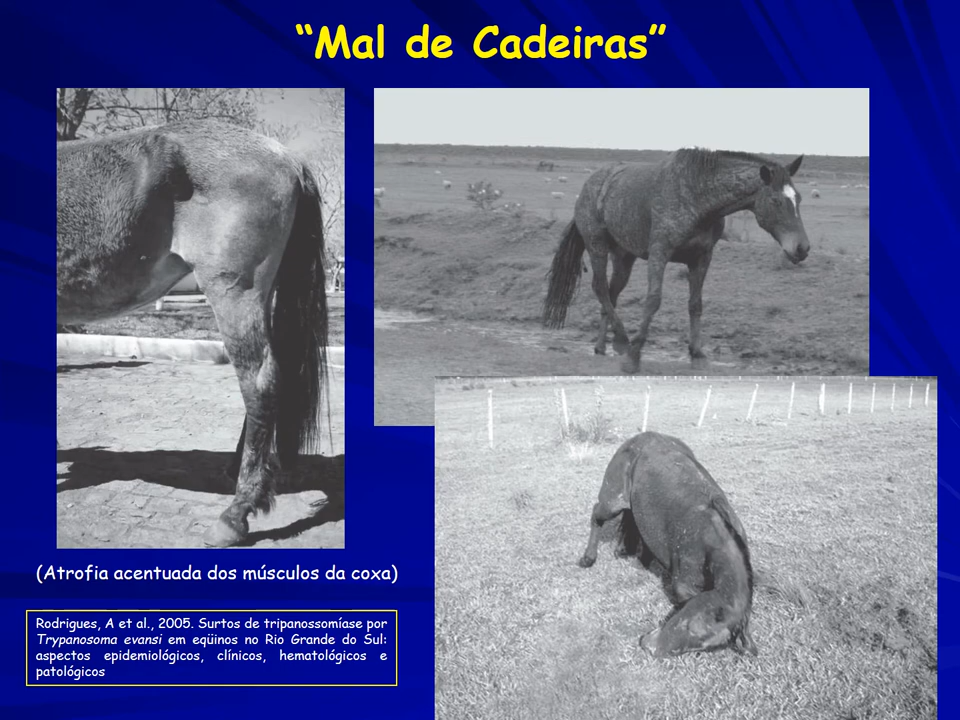 “Mal de Cadeiras”
(Atrofia acentuada dos músculos da coxa)
Rodrigues, A et al., 2005. Surtos de tripanossomíase por
Trypanosoma evansi em eqüinos no Rio Grande do Sul:
aspectos epidemiológicos, clínicos, hematológicos e
patológicos